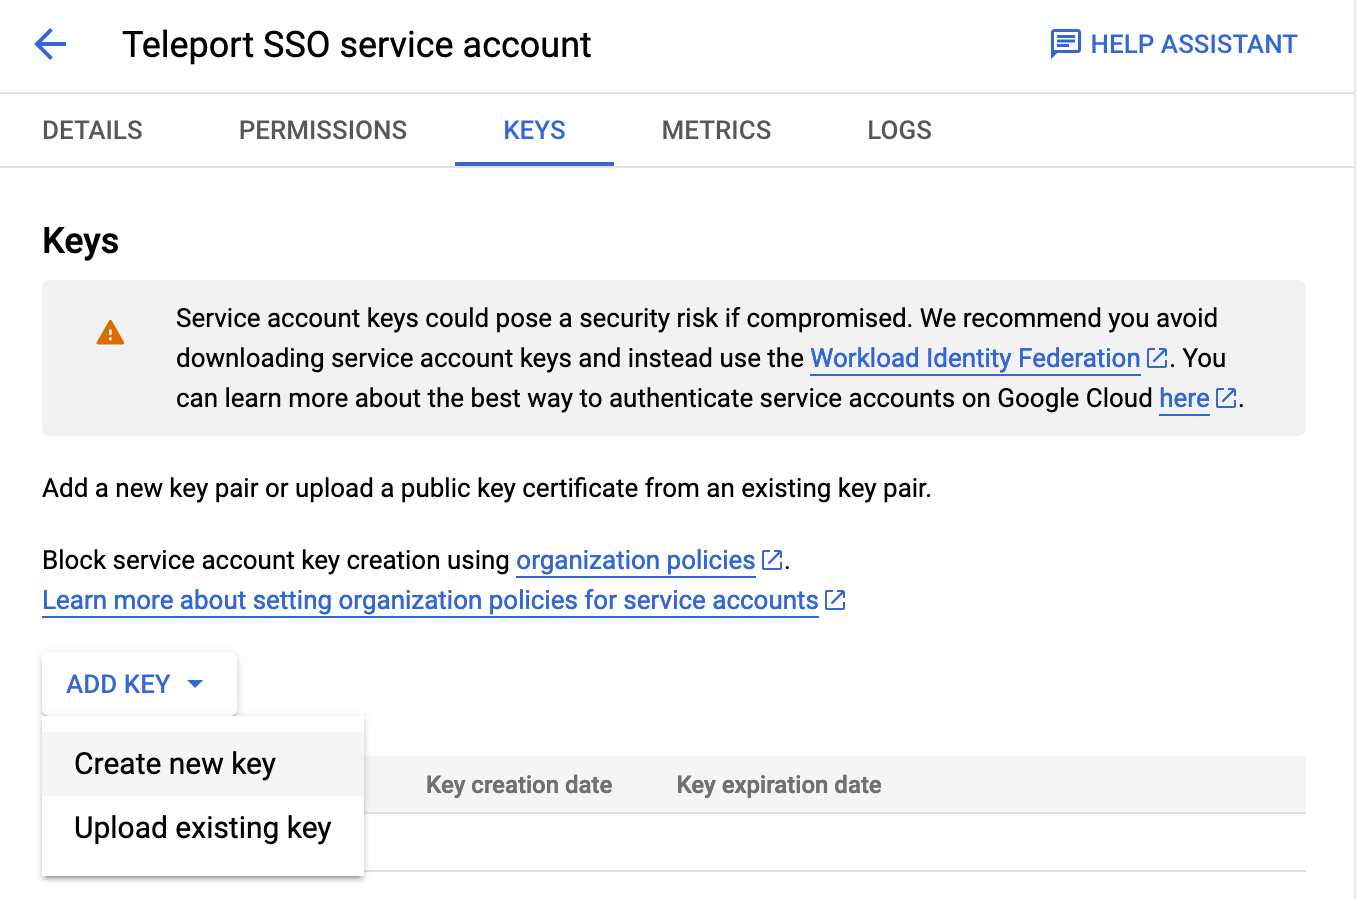 Teleport SSO service account
HELP ASSISTANT
DETAILS
PERMISSIONS
KEYS
METRICS
LOGS
Keys
Service account keys could pose a security risk if compromised. We recommend you avoid
downloading service account keys and instead use the Workload Identity Federation. You
can learn more about the best way to authenticate service accounts on Google Cloud here.
Add a new key pair or upload a public key certificate from an existing key pair.
Block service account key creation using organization policies.
Learn more about setting organization policies for service accounts
ADD KEY
Create new key
Upload existing key
Key creation date
Key expiration date